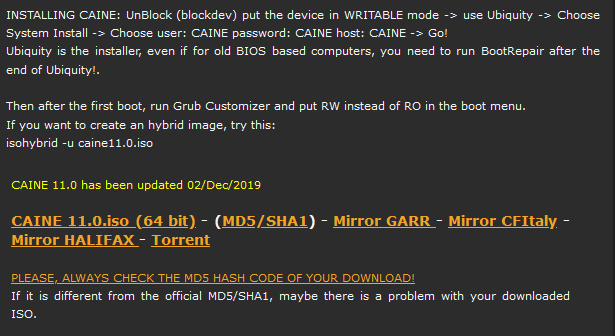 INSTALLING CAINE: UnBlock (blockdev) put the device in WRITABLE mode -> use Ubiquity -> Choose
System Install -> Choose user: CAINE password: CAINE host: CAINE -> Go!
Ubiquity is the installer, even if for old BIOS based computers, you need to run BootRepair after the
end of Ubiquity!.
Then after the first boot, run Grub Customizer and put RW instead of RO in the boot menu.
If you want to create an hybrid image, try this:
isohybrid -u caine11.0.iso
CAINE 11.0 has been updated 02/Dec/2019
CAINE 11.0.iso (64 bit) - (MD5/SHA1) - Mirror GARR - Mirror CFItaly -
Mirror HALIFAX - Torrent
PLEASE, ALWAYS CHECK THE MD5 HASH CODE OF YOUR DOWNLOAD!
If it is different from the official MD5/SHA1, maybe there is a problem with your downloaded
ISO.